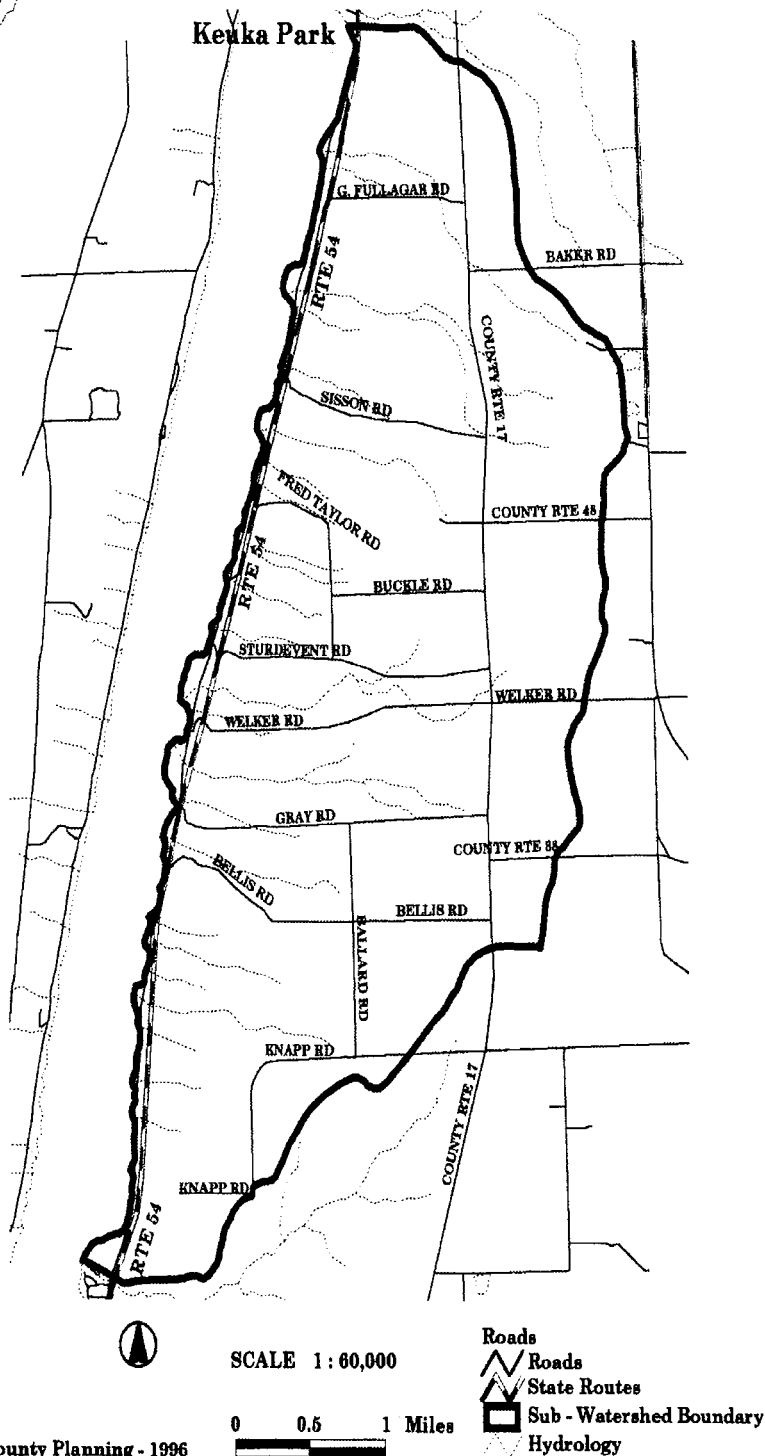 Keuka Park
G. FULLAGAR RD
BAKER RD
RTE 54
COUNTY RTE 17
SISSON RD
FRED TAYLOR RD
COUNTY RTE 48
RTE 54
BUCKLE RD
STURDEVENT RD
WELKER RD
WELKER RD
GRAY RD
COUNTY RTE 88
BELLIS RD
BELLIS RD
BALLARD RD
KNAPP RD
COUNTY RTE 17
KNAPP RD
RTE 54
SCALE 1 : 60,000
0 0.5 1 Miles
Roads
Roads
State Routes
Sub - Watershed Boundary
Hydrology
ounty Planning - 1996